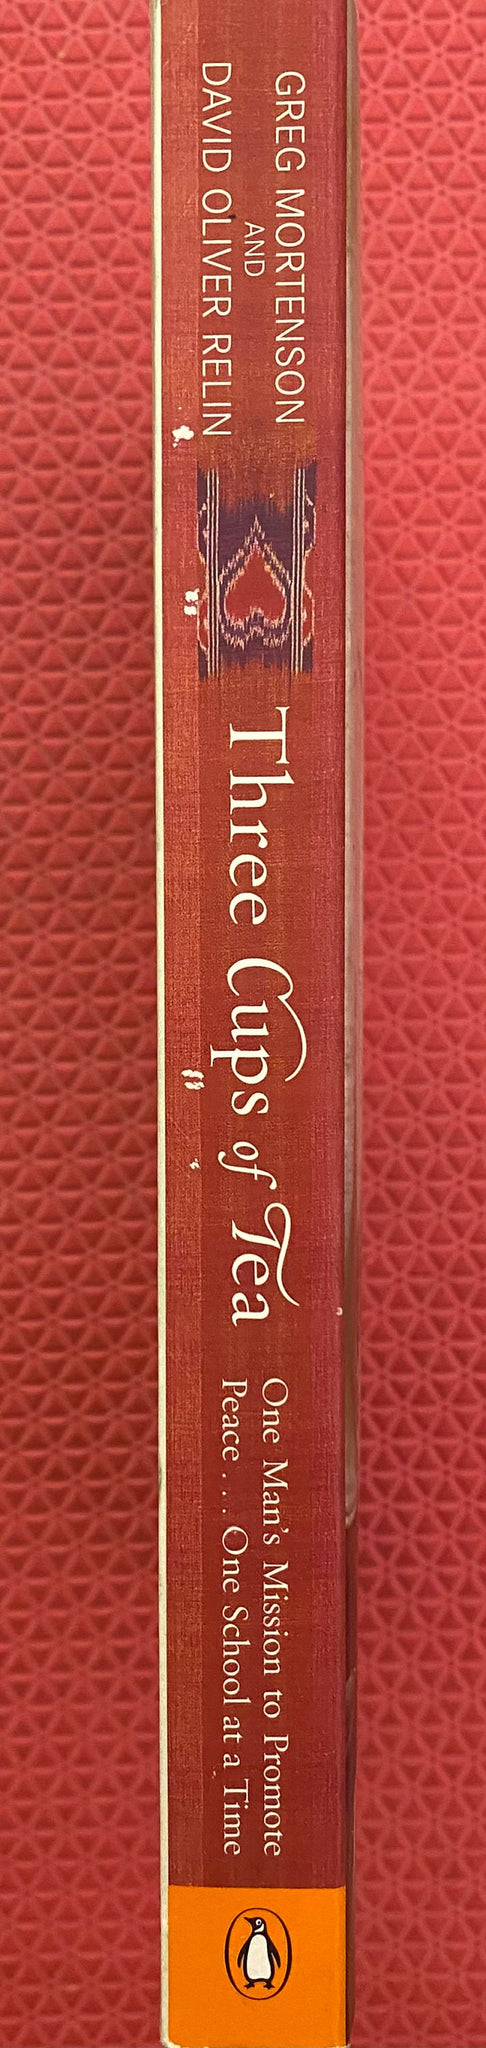 GREG MORTENSON
AND
DAVID OLIVER RELIN
Three Cups of Tea
One Man's Mission to Promote
Peace . . . . One School at a Time